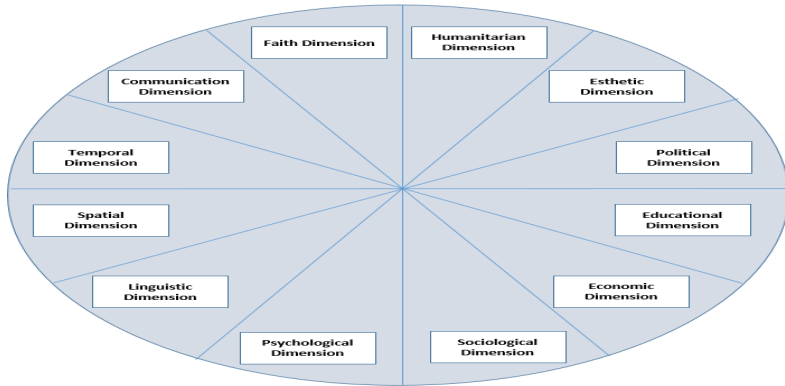 Faith Dimension
Humanitarian
Dimension
Communication
Dimension
Esthetic
Dimension
Temporal
Dimension
Political
Dimension
Spatial
Dimension
Educational
Dimension
Linguistic
Dimension
Economic
Dimension
Psychological
Dimension
Sociological
Dimension